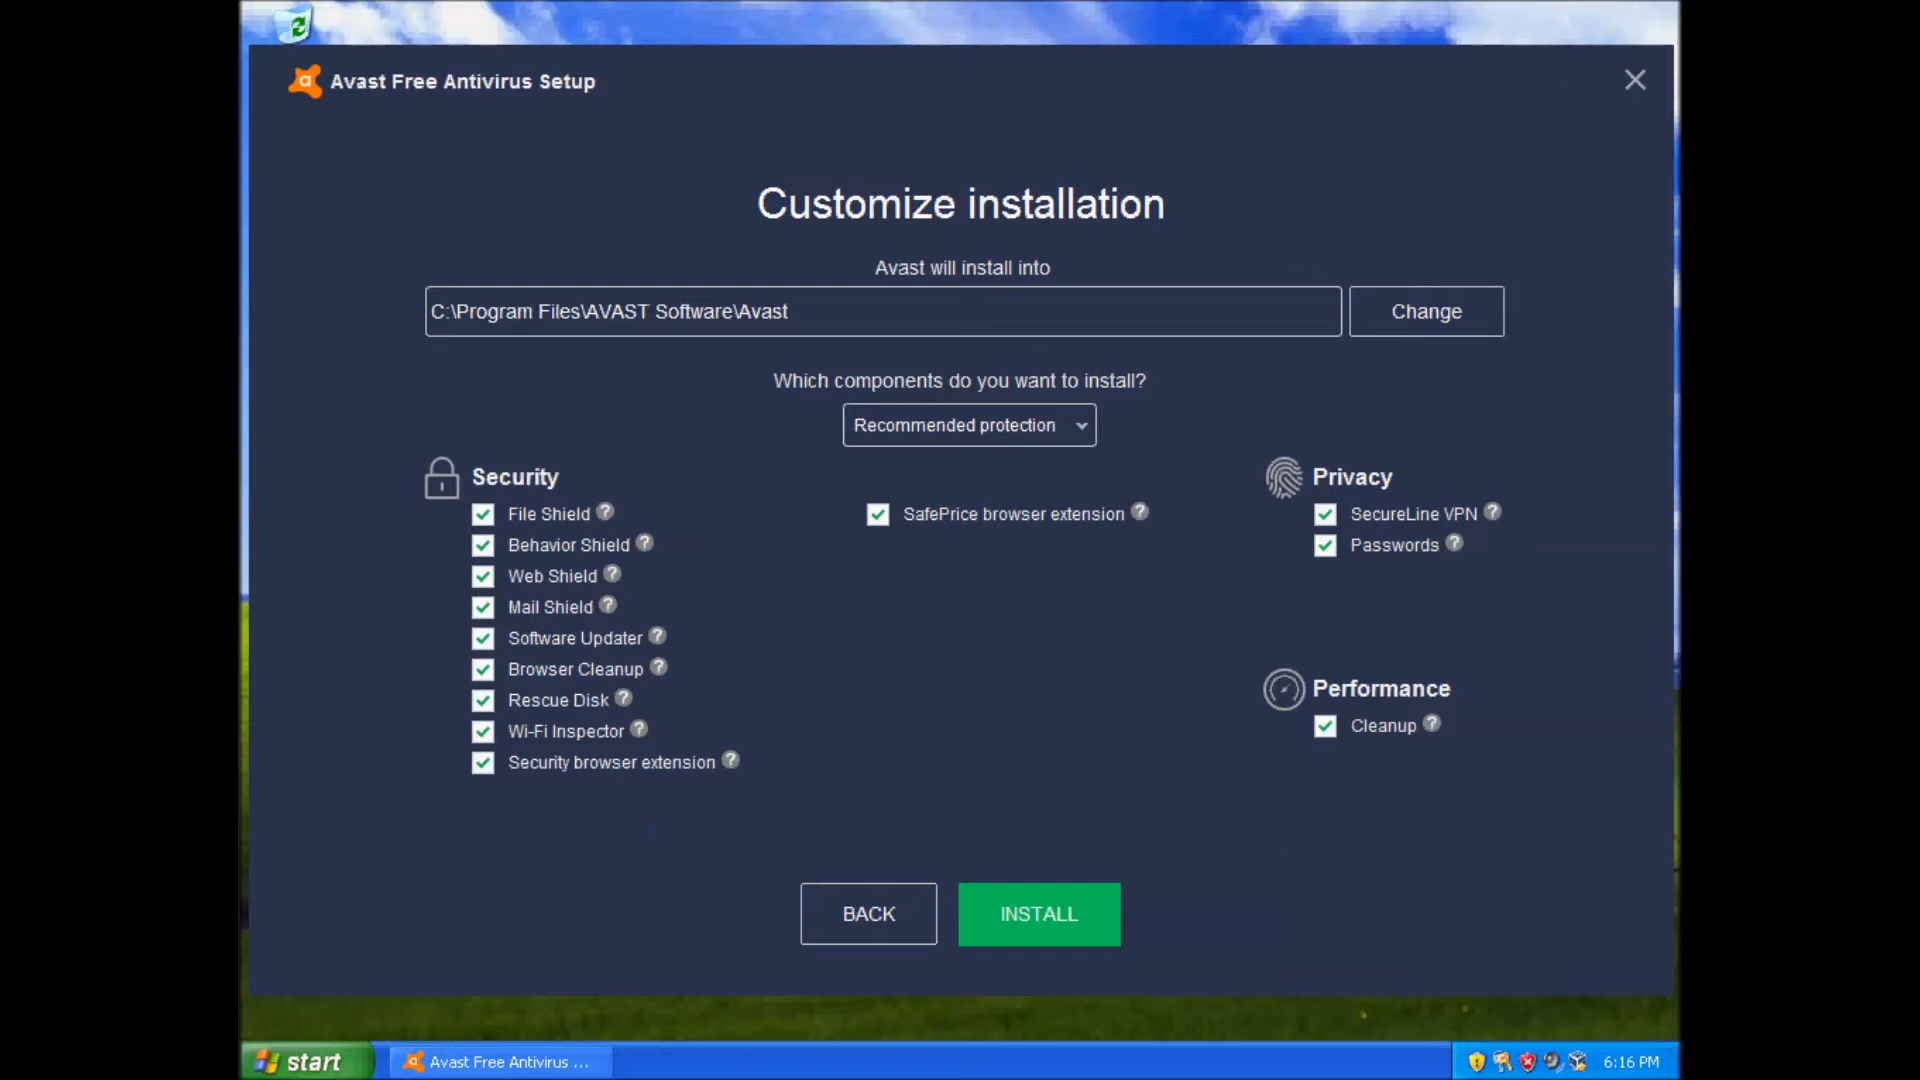 Avast Free Antivirus Setup
Customize installation
Avast will install into
C:\Program Files\AVAST Software\Avast
Change
Which components do you want to install?
Recommended protection
Security
File Shield
Behavior Shield
Web Shield
Mail Shield
Software Updater
Browser Cleanup
Rescue Disk
Wi-Fi Inspector
Security browser extension
SafePrice browser extension
Privacy
SecureLine VPN
Passwords
Performance
Cleanup
BACK
INSTALL
start
Avast Free Antivirus ...
6:16 PM